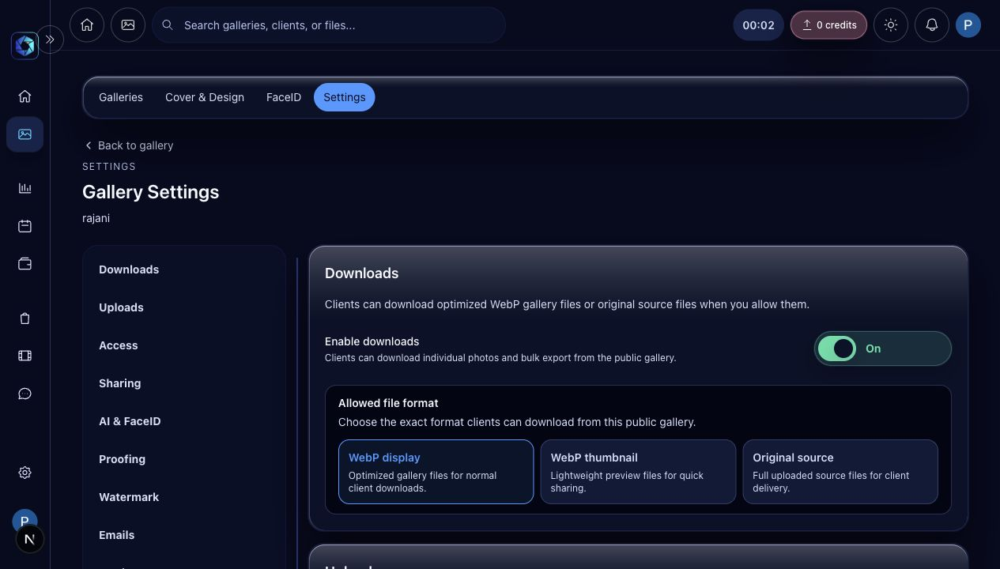 Search galleries, clients, or files...
00:02
0 credits
P
Galleries
Cover & Design
FaceID
Settings
Back to gallery
SETTINGS
Gallery Settings
rajani
Downloads
Uploads
Access
Sharing
AI & FaceID
Proofing
Watermark
Emails
Downloads
Clients can download optimized WebP gallery files or original source files when you allow them.
Enable downloads
Clients can download individual photos and bulk export from the public gallery.
On
Allowed file format
Choose the exact format clients can download from this public gallery.
WebP display
Optimized gallery files for normal
client downloads.
WebP thumbnail
Lightweight preview files for quick
sharing.
Original source
Full uploaded source files for client
delivery.
P
N